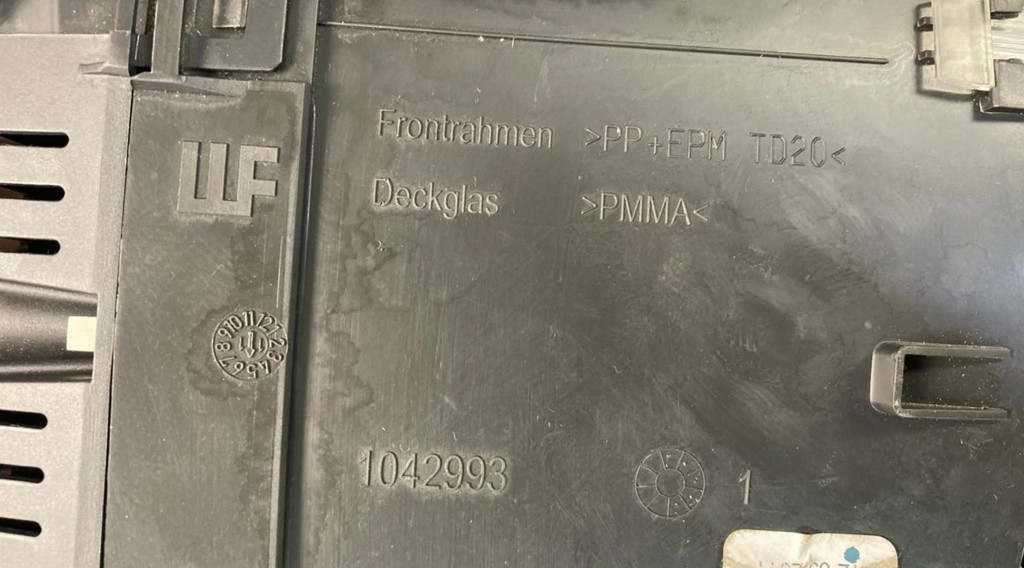 Frontrahmen >PP+EPM TD20<
Deckglas >PMMA<
1042993
1